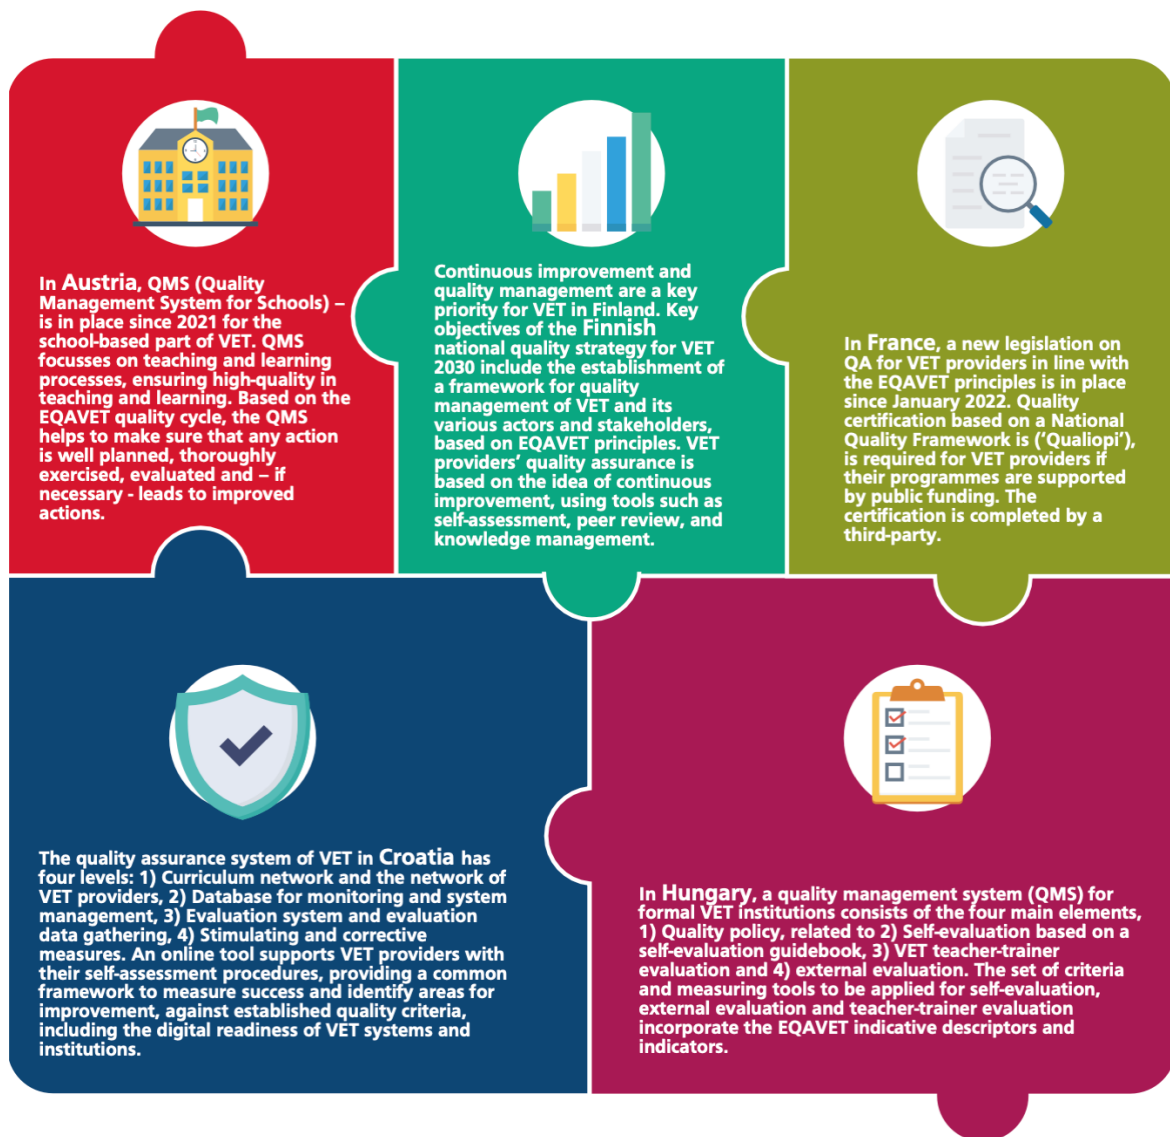 In Austria, QMS (Quality
Management System for Schools) –
is in place since 2021 for the
school-based part of VET. QMS
focusses on teaching and learning
processes, ensuring high-quality in
teaching and learning. Based on the
EQAVET quality cycle, the QMS
helps to make sure that any action
is well planned, thoroughly
exercised, evaluated and – if
necessary - leads to improved
actions.
Continuous improvement and
quality management are a key
priority for VET in Finland. Key
objectives of the Finnish
national quality strategy for VET
2030 include the establishment of
a framework for quality
management of VET and its
various actors and stakeholders,
based on EQAVET principles. VET
providers’ quality assurance is
based on the idea of continuous
improvement, using tools such as
self-assessment, peer review, and
knowledge management.
In France, a new legislation on
QA for VET providers in line with
the EQAVET principles is in place
since January 2022. Quality
certification based on a National
Quality Framework is (‘Qualiopi’),
is required for VET providers if
their programmes are supported
by public funding. The
certification is completed by a
third-party.
The quality assurance system of VET in Croatia has
four levels: 1) Curriculum network and the network of
VET providers, 2) Database for monitoring and system
management, 3) Evaluation system and evaluation
data gathering, 4) Stimulating and corrective
measures. An online tool supports VET providers with
their self-assessment procedures, providing a common
framework to measure success and identify areas for
improvement, against established quality criteria,
including the digital readiness of VET systems and
institutions.
In Hungary, a quality management system (QMS) for
formal VET institutions consists of the four main elements,
1) Quality policy, related to 2) Self-evaluation based on a
self-evaluation guidebook, 3) VET teacher-trainer
evaluation and 4) external evaluation. The set of criteria
and measuring tools to be applied for self-evaluation,
external evaluation and teacher-trainer evaluation
incorporate the EQAVET indicative descriptors and
indicators.